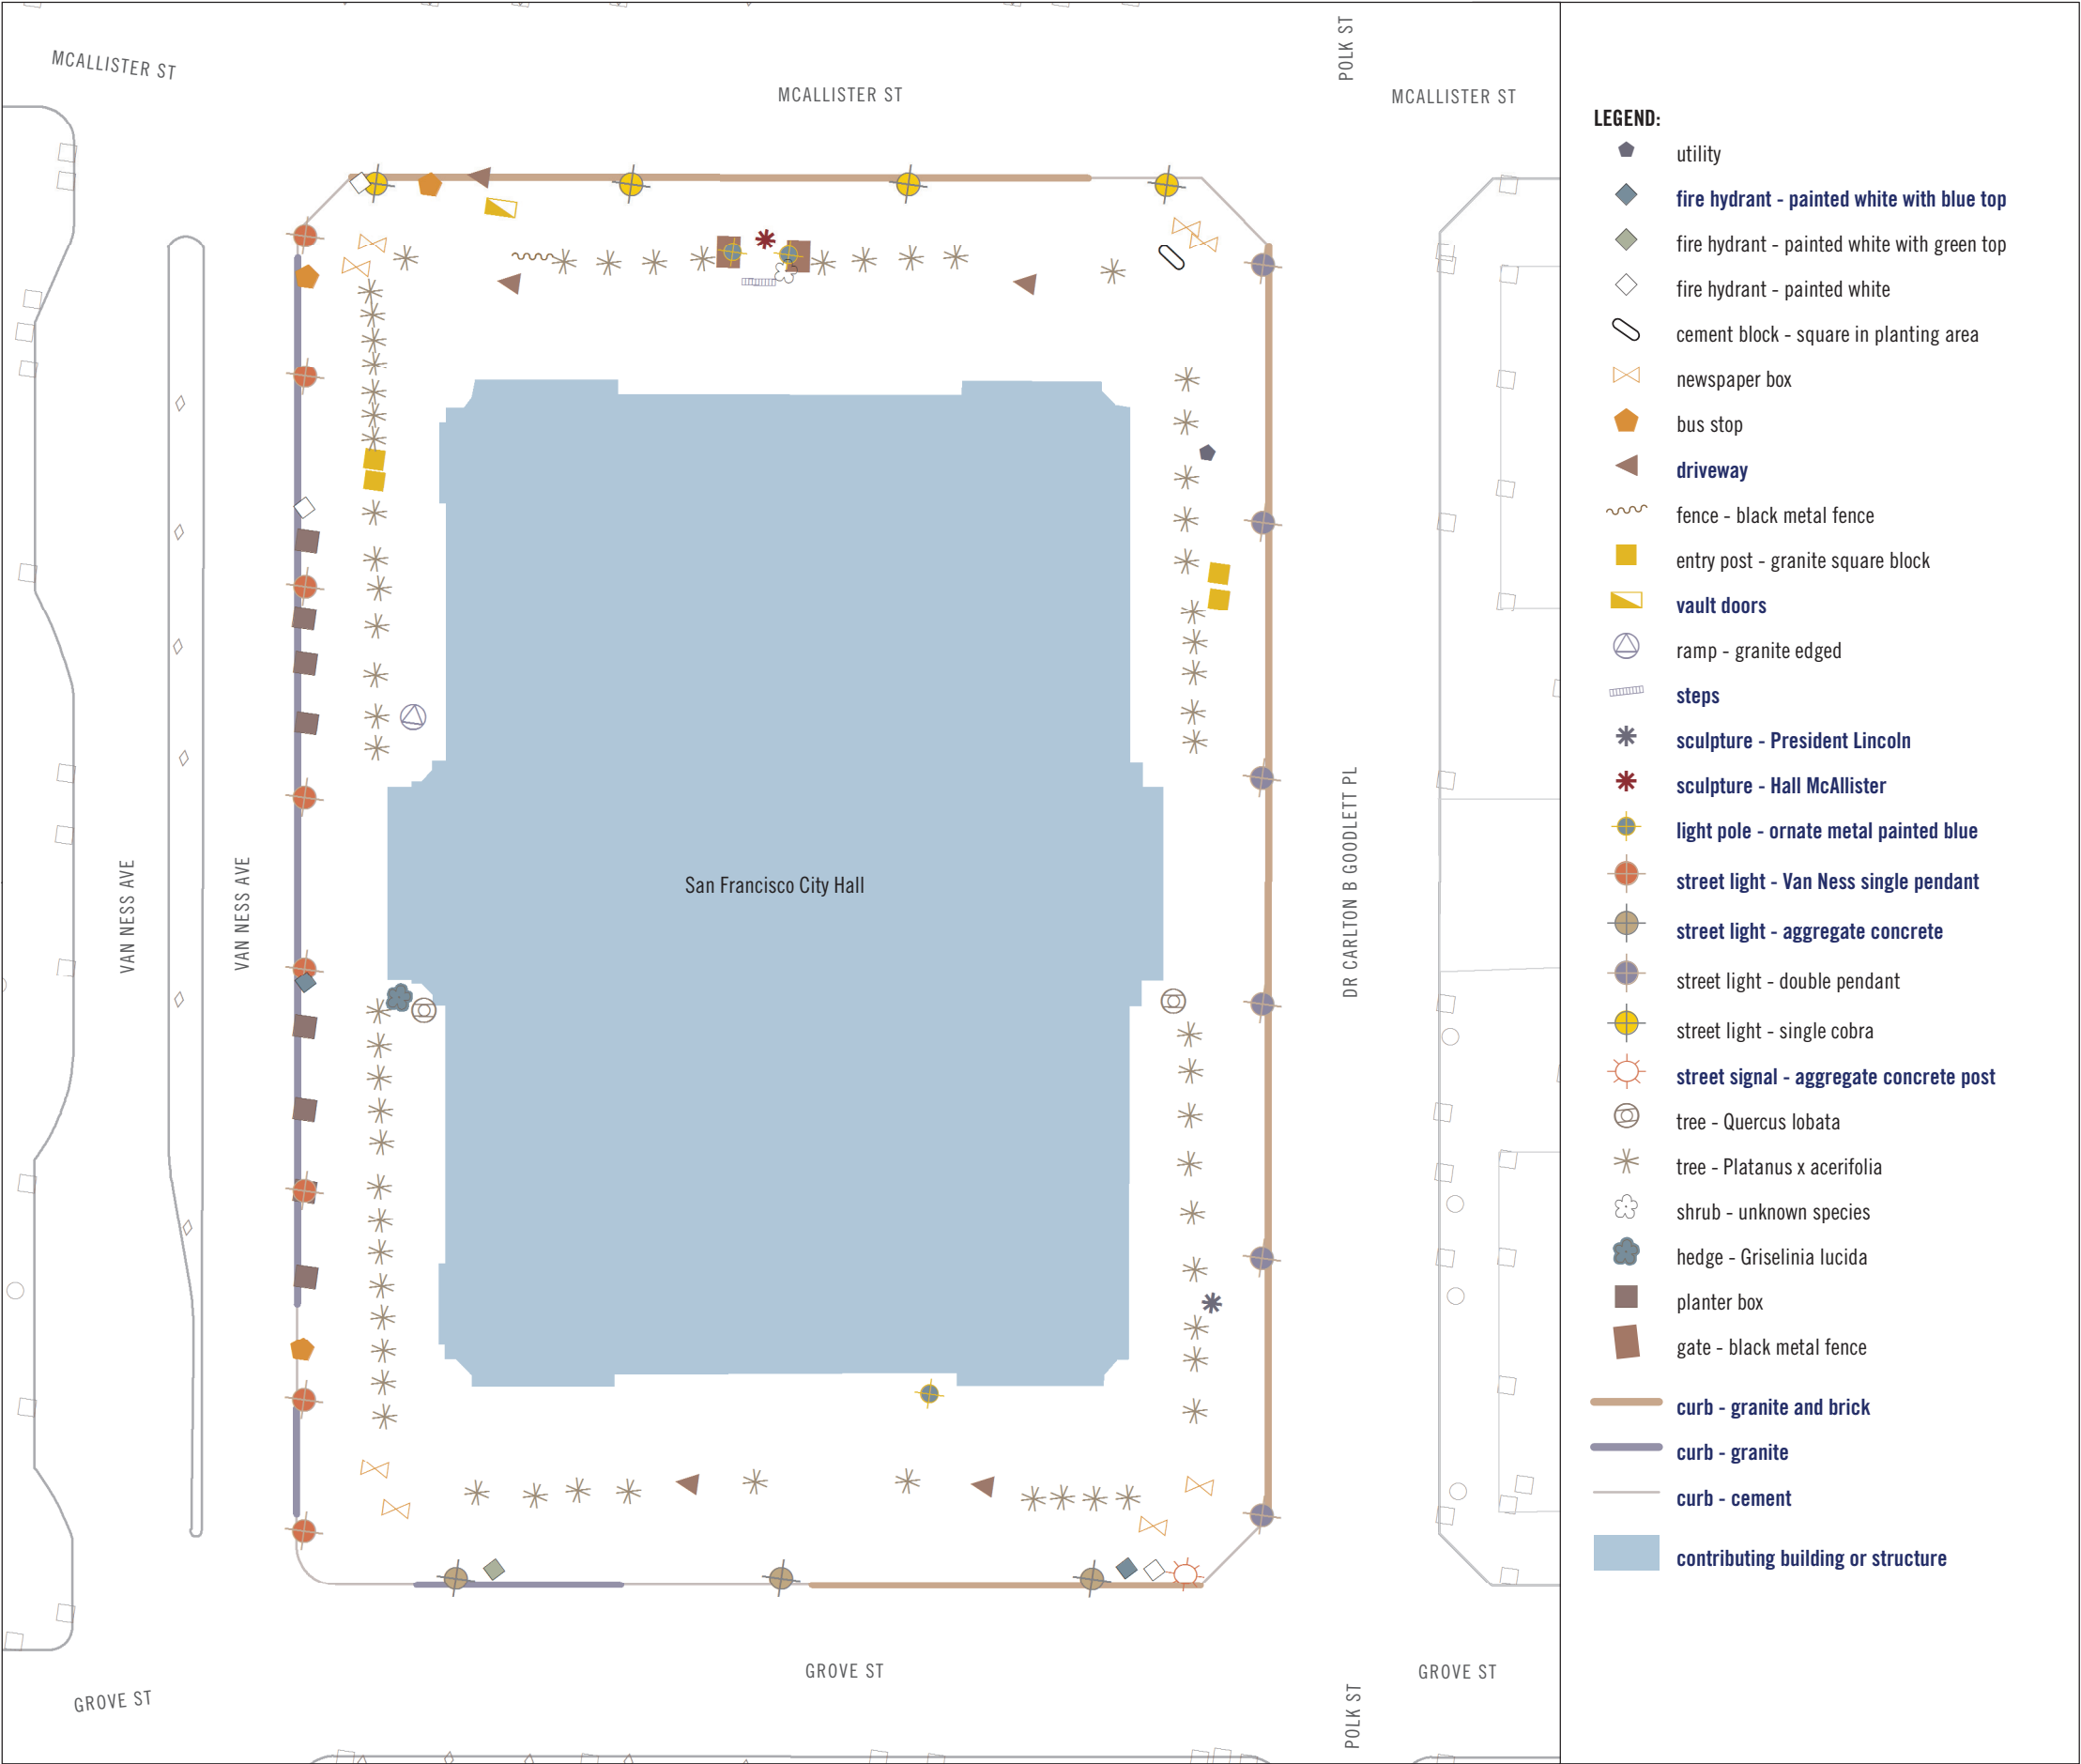 POLK ST
MCALLISTER ST
MCALLISTER ST
MCALLISTER ST
VAN NESS AVE
VAN NESS AVE
San Francisco City Hall
DR CARLTON B GOODLETT PL
GROVE ST
GROVE ST
GROVE ST
POLK ST
LEGEND:
utility
fire hydrant - painted white with blue top
fire hydrant - painted white with green top
fire hydrant - painted white
cement block - square in planting area
newspaper box
bus stop
driveway
fence - black metal fence
entry post - granite square block
vault doors
ramp - granite edged
steps
sculpture - President Lincoln
sculpture - Hall McAllister
light pole - ornate metal painted blue
street light - Van Ness single pendant
street light - aggregate concrete
street light - double pendant
street light - single cobra
street signal - aggregate concrete post
tree - Quercus lobata
tree - Platanus x acerifolia
shrub - unknown species
hedge - Griselinia lucida
planter box
gate - black metal fence
curb - granite and brick
curb - granite
curb - cement
contributing building or structure